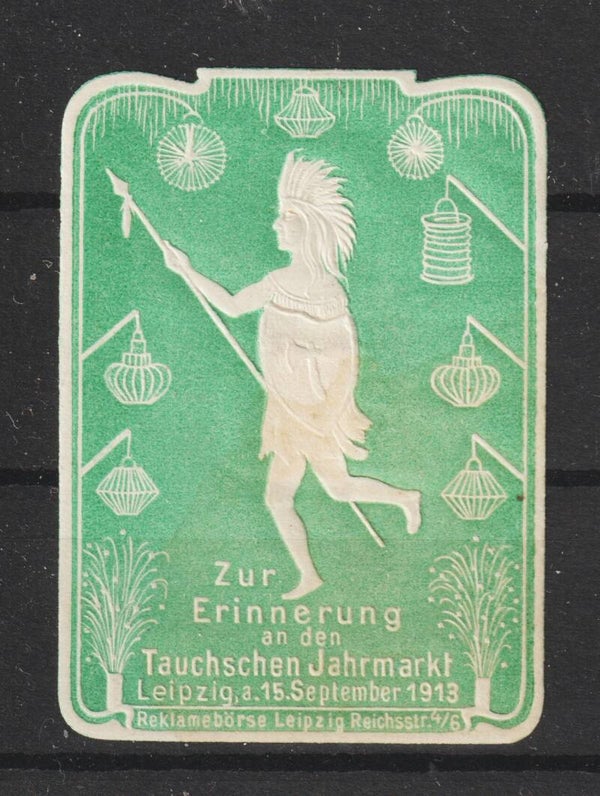 Zur
Erinnerung
an den
Tauchschen Jahrmarkt
Leipzig, a. 15. September 1913
Reklamebörse Leipzig Reichsstr. 4/6